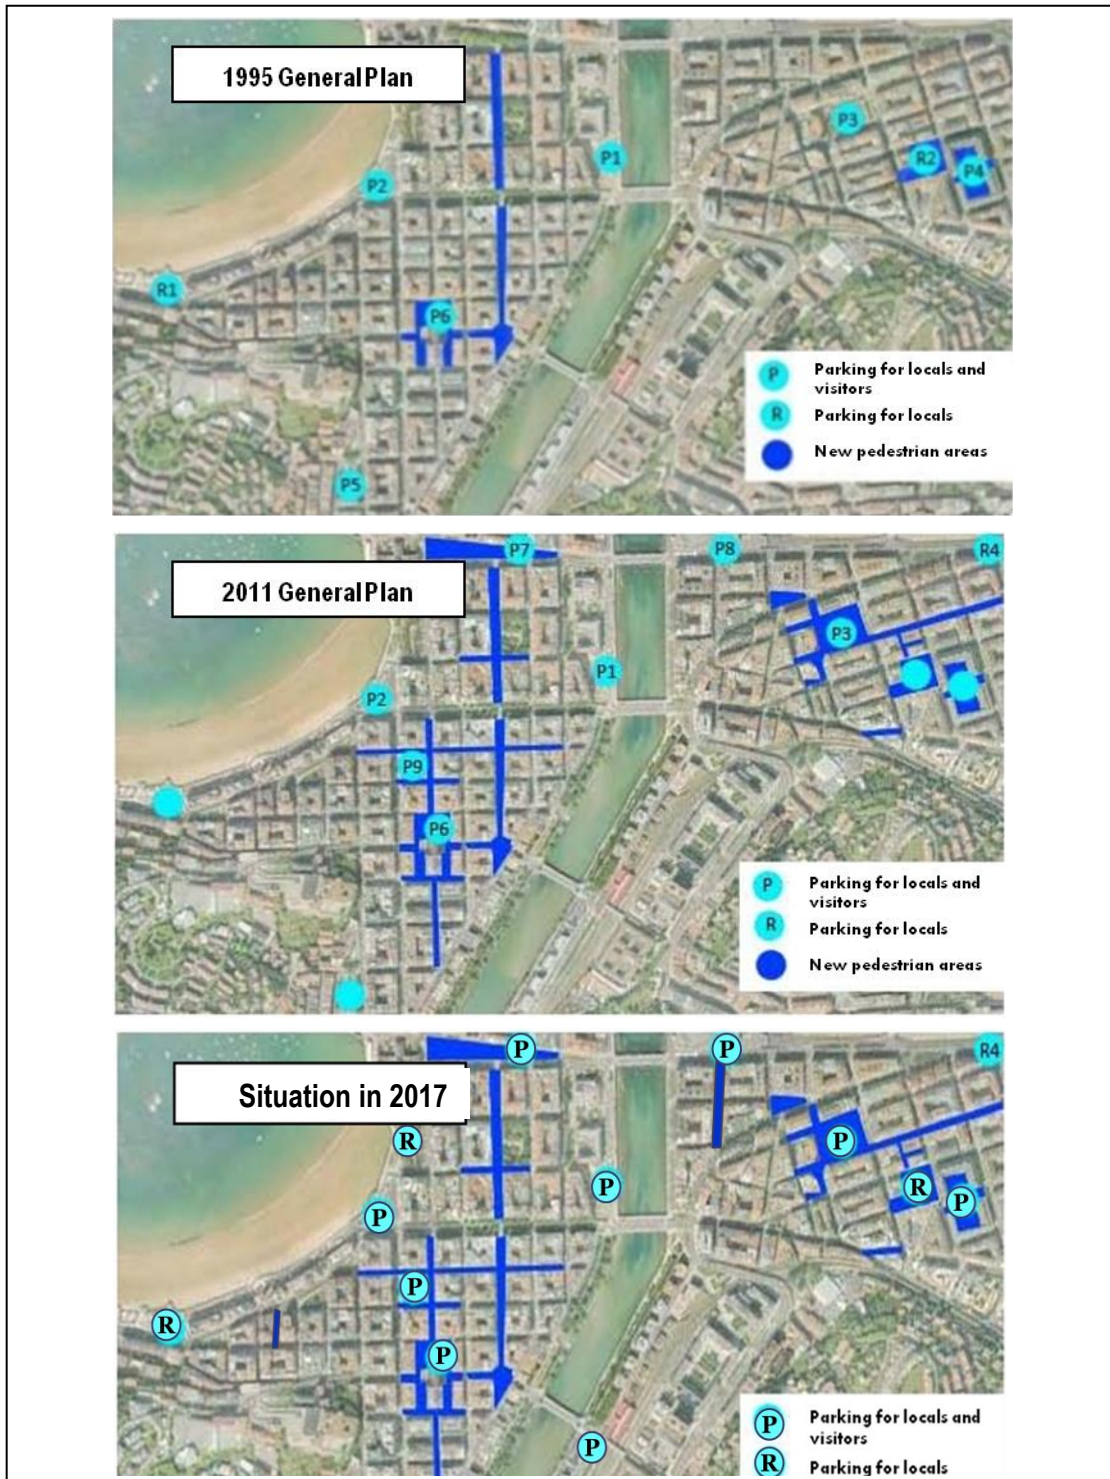 1995 General Plan
P3
P1
R2
P4
P2
R1
P6
P5
P Parking for locals and
visitors
R Parking for locals
New pedestrian areas
P7
P8
R4
2011 General Plan
P3
P1
P2
P9
P6
P Parking for locals and
visitors
R Parking for locals
New pedestrian areas
P
P
R4
Situation in 2017
R
P
P
R
P
P
P
R
P
P
P Parking for locals and
visitors
R Parking for locals